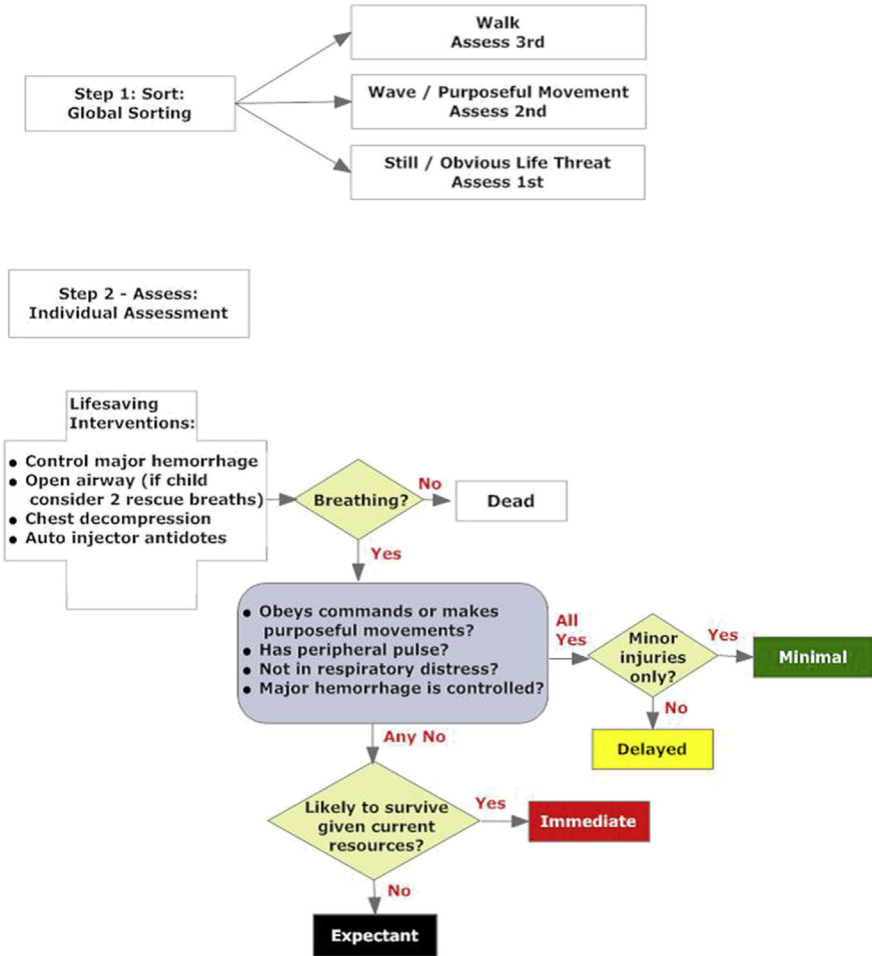 Walk
Assess 3rd
Step 1: Sort:
Global Sorting
Wave / Purposeful Movement
Assess 2nd
Still / Obvious Life Threat
Assess 1st
Step 2 - Assess:
Individual Assessment
Lifesaving
Interventions:
● Control major hemorrhage
● Open airway (if child
consider 2 rescue breaths)
● Chest decompression
● Auto injector antidotes
Breathing?
No
Dead
Yes
● Obeys commands or makes
purposeful movements?
● Has peripheral pulse?
● Not in respiratory distress?
● Major hemorrhage is controlled?
All
Yes
Minor
injuries
only?
Yes
Minimal
No
Delayed
Any No
Likely to survive
given current
resources?
Yes
Immediate
No
Expectant